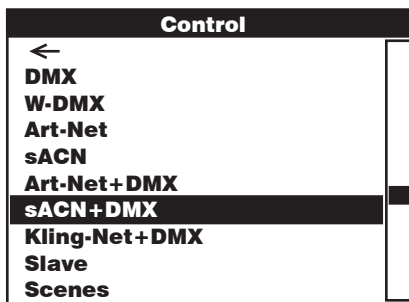 Control
←
DMX
W-DMX
Art-Net
sACN
Art-Net+DMX
sACN+DMX
Kling-Net+DMX
Slave
Scenes